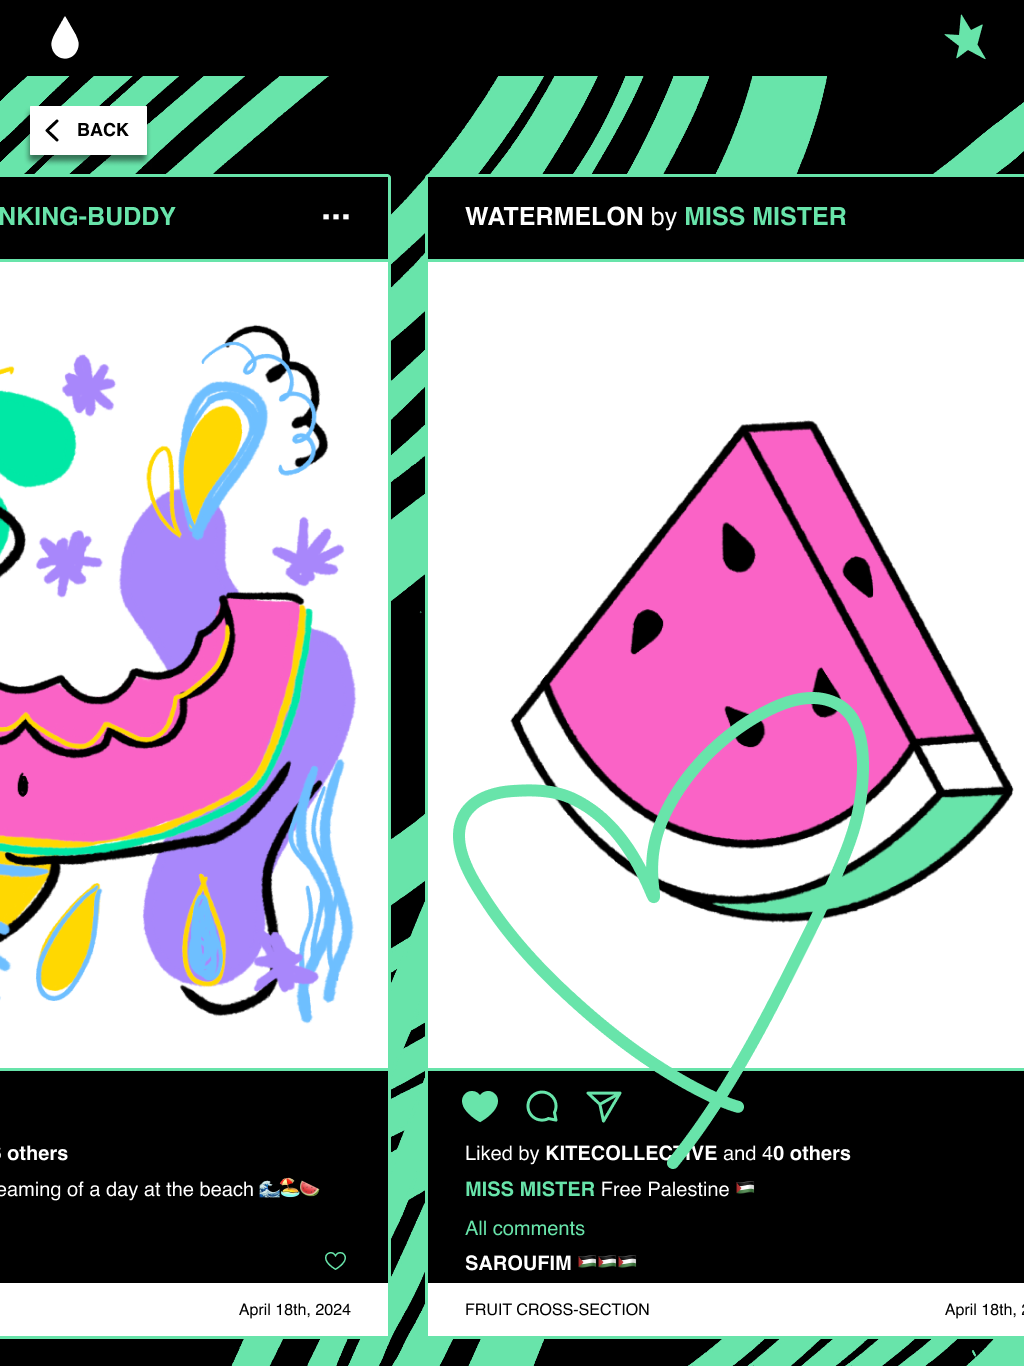 BACK
NKING-BUDDY
others
eaming of a day at the beach 🌊🏖️🍉
April 18th, 2024
WATERMELON by MISS MISTER
Liked by KITECOLLECTIVE and 40 others
MISS MISTER Free Palestine 🇵🇸
All comments
SAROUFIM 🇵🇸🇵🇸🇵🇸
FRUIT CROSS-SECTION
April 18th, 2